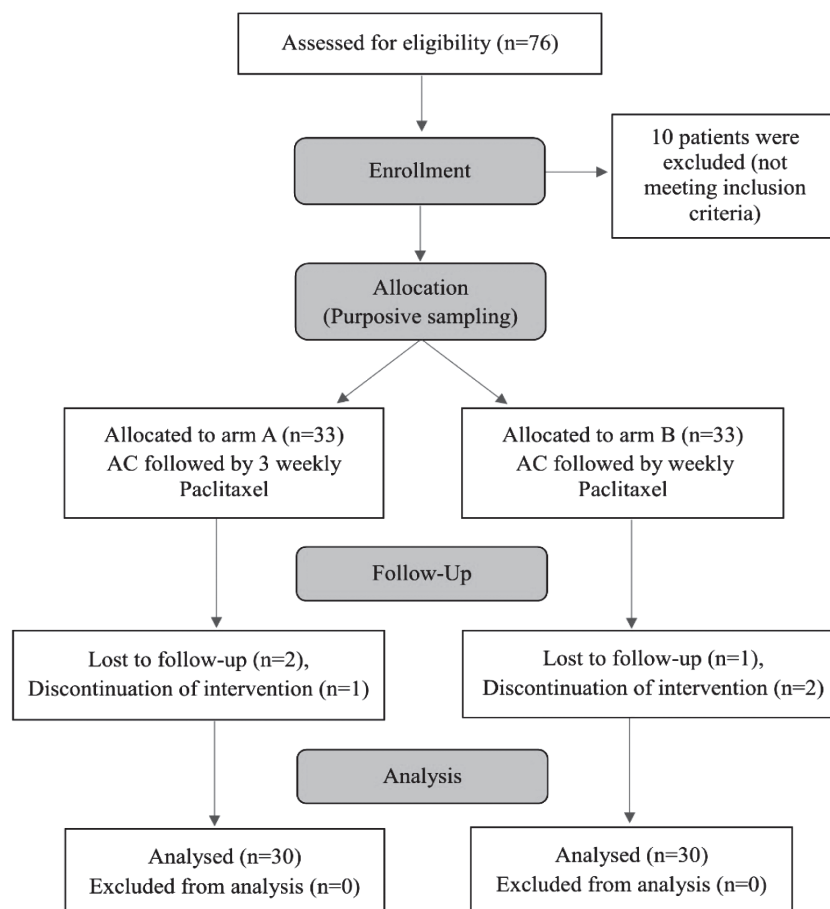 Assessed for eligibility (n=76)
Enrollment
10 patients were
excluded (not
meeting inclusion
criteria)
Allocation
(Purposive sampling)
Allocated to arm A (n=33)
AC followed by 3 weekly
Paclitaxel
Allocated to arm B (n=33)
AC followed by weekly
Paclitaxel
Follow-Up
Lost to follow-up (n=2),
Discontinuation of intervention (n=1)
Lost to follow-up (n=1),
Discontinuation of intervention (n=2)
Analysis
Analysed (n=30)
Excluded from analysis (n=0)
Analysed (n=30)
Excluded from analysis (n=0)